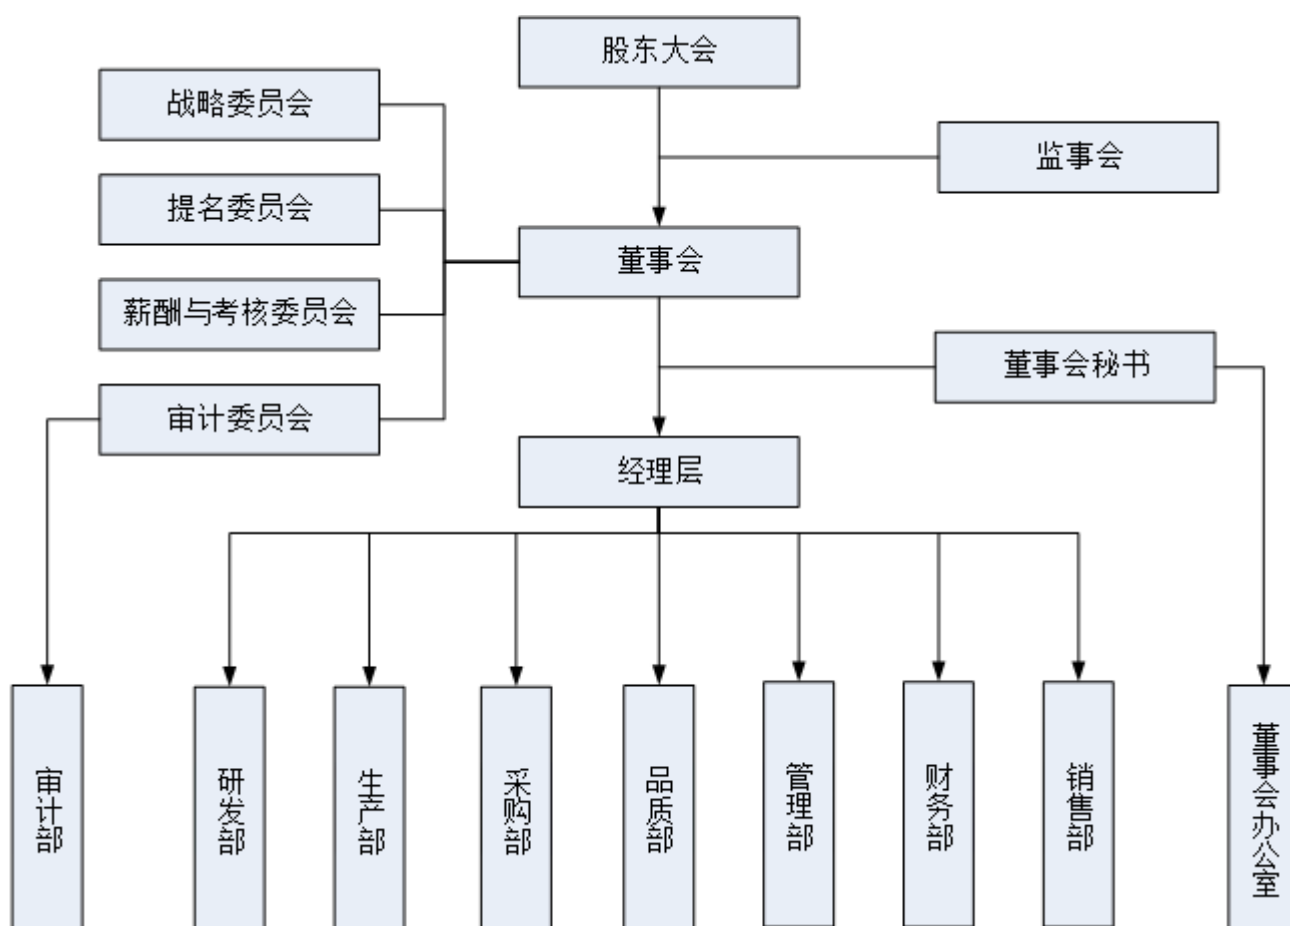 股东大会
战略委员会
监事会
提名委员会
董事会
薪酬与考核委员会
董事会秘书
审计委员会
经理层
审计部
研发部
生产部
采购部
品质部
管理部
财务部
销售部
董事会办公室